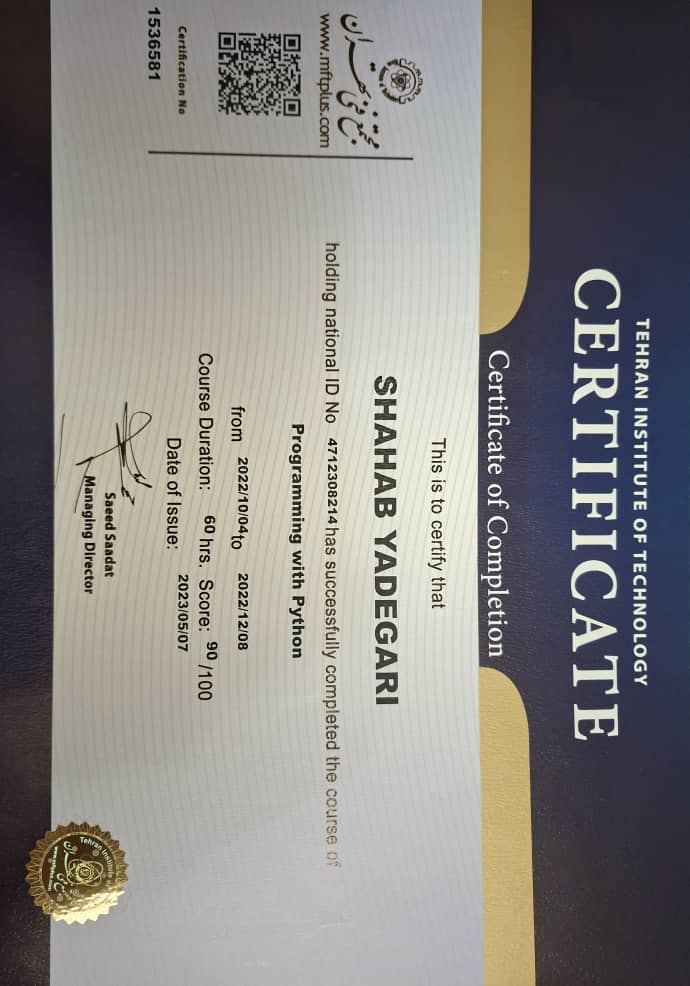 TEHRAN INSTITUTE OF TECHNOLOGY
CERTIFICATE
Certificate of Completion
This is to certify that
SHAHAB YADEGARI
holding national ID No 4712308214 has successfully completed the course of
Programming with Python
from 2022/10/04 to 2022/12/08
Course Duration: 60 hrs. Score: 90 /100
Date of Issue: 2023/05/07
Saeed Saadat
Managing Director
مجتمع فنی تهران
www.mftplus.com
Certification No
1536581
Tehran Institute of
مجتمع فنی تهران
www.mftplus.com